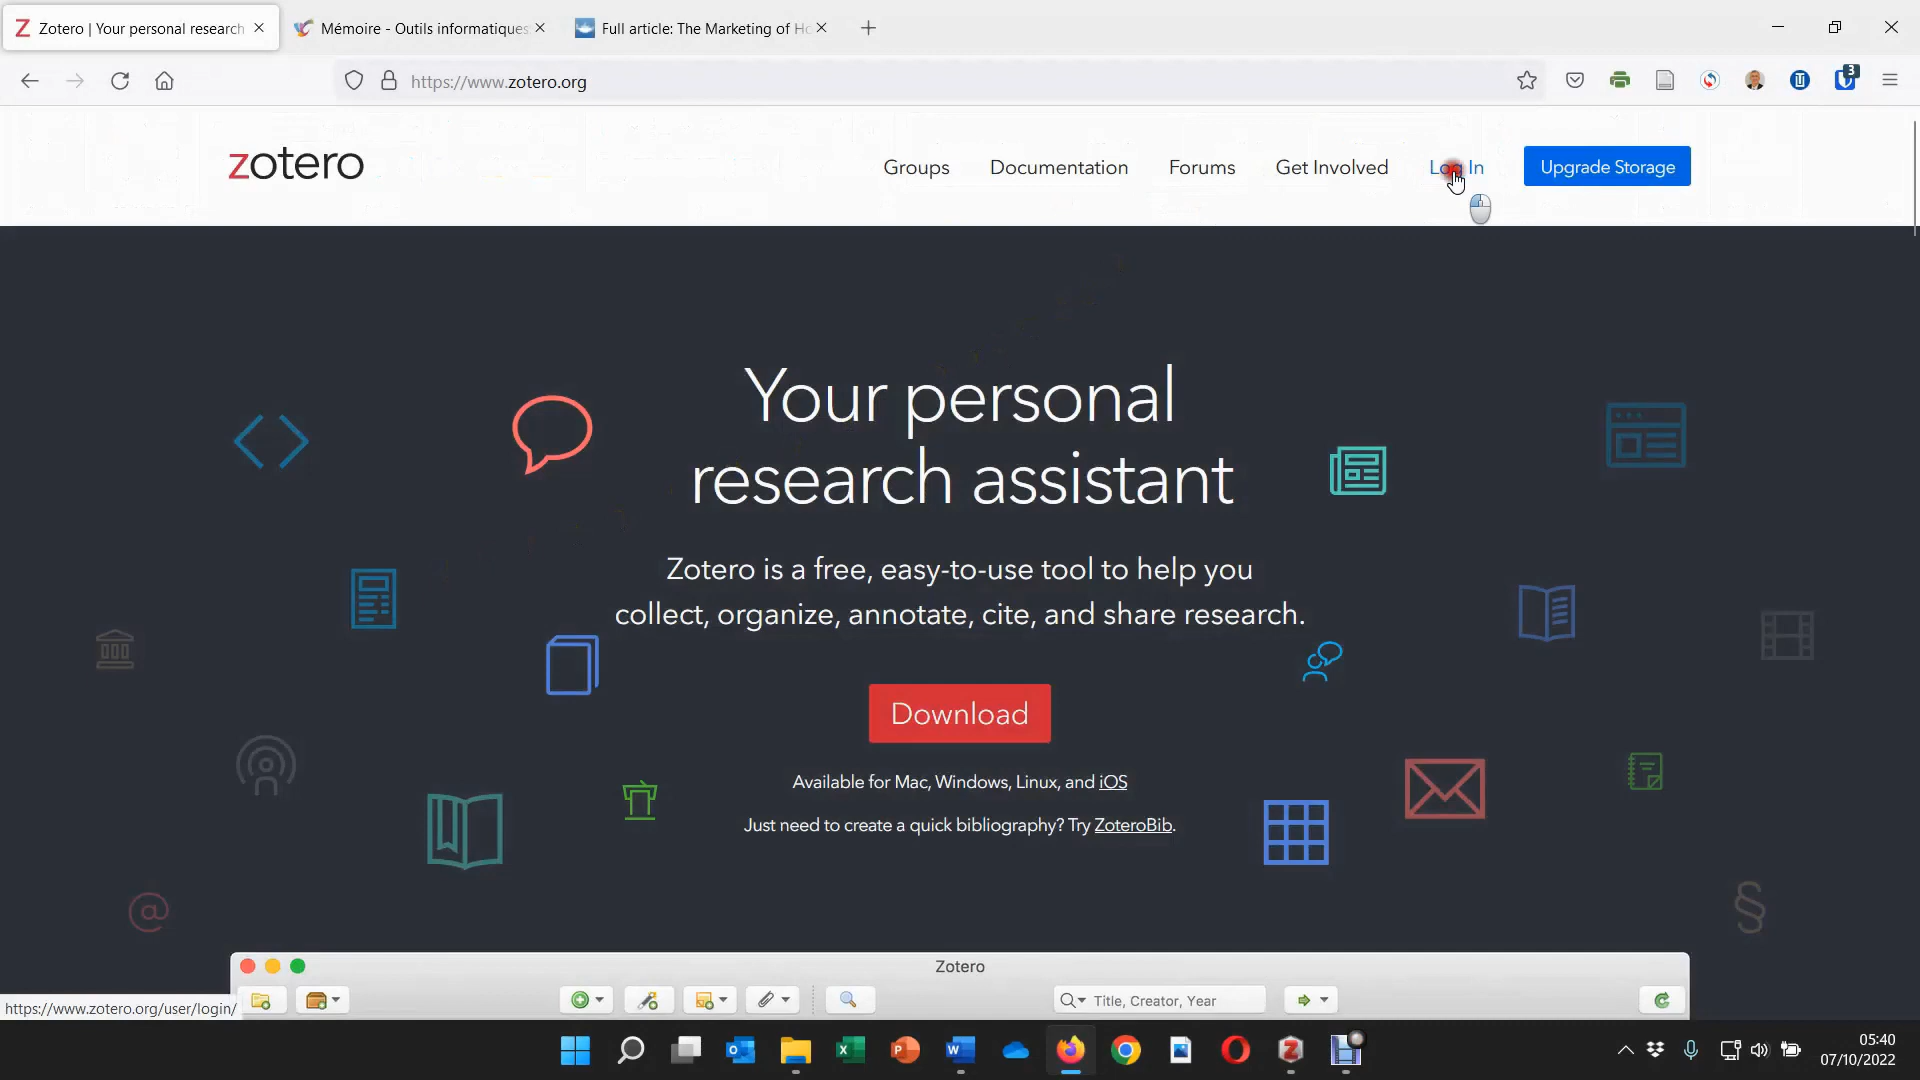 Zotero | Your personal research
Mémoire - Outils informatiques
Full article: The Marketing of Ho
https://www.zotero.org
3
zotero
Groups
Documentation
Forums
Get Involved
Log In
Upgrade Storage
Your personal
research assistant
Zotero is a free, easy-to-use tool to help you
collect, organize, annotate, cite, and share research.
Download
Available for Mac, Windows, Linux, and iOS
Just need to create a quick bibliography? Try ZoteroBib.
Zotero
Title, Creator, Year
https://www.zotero.org/user/login/
05:40
07/10/2022